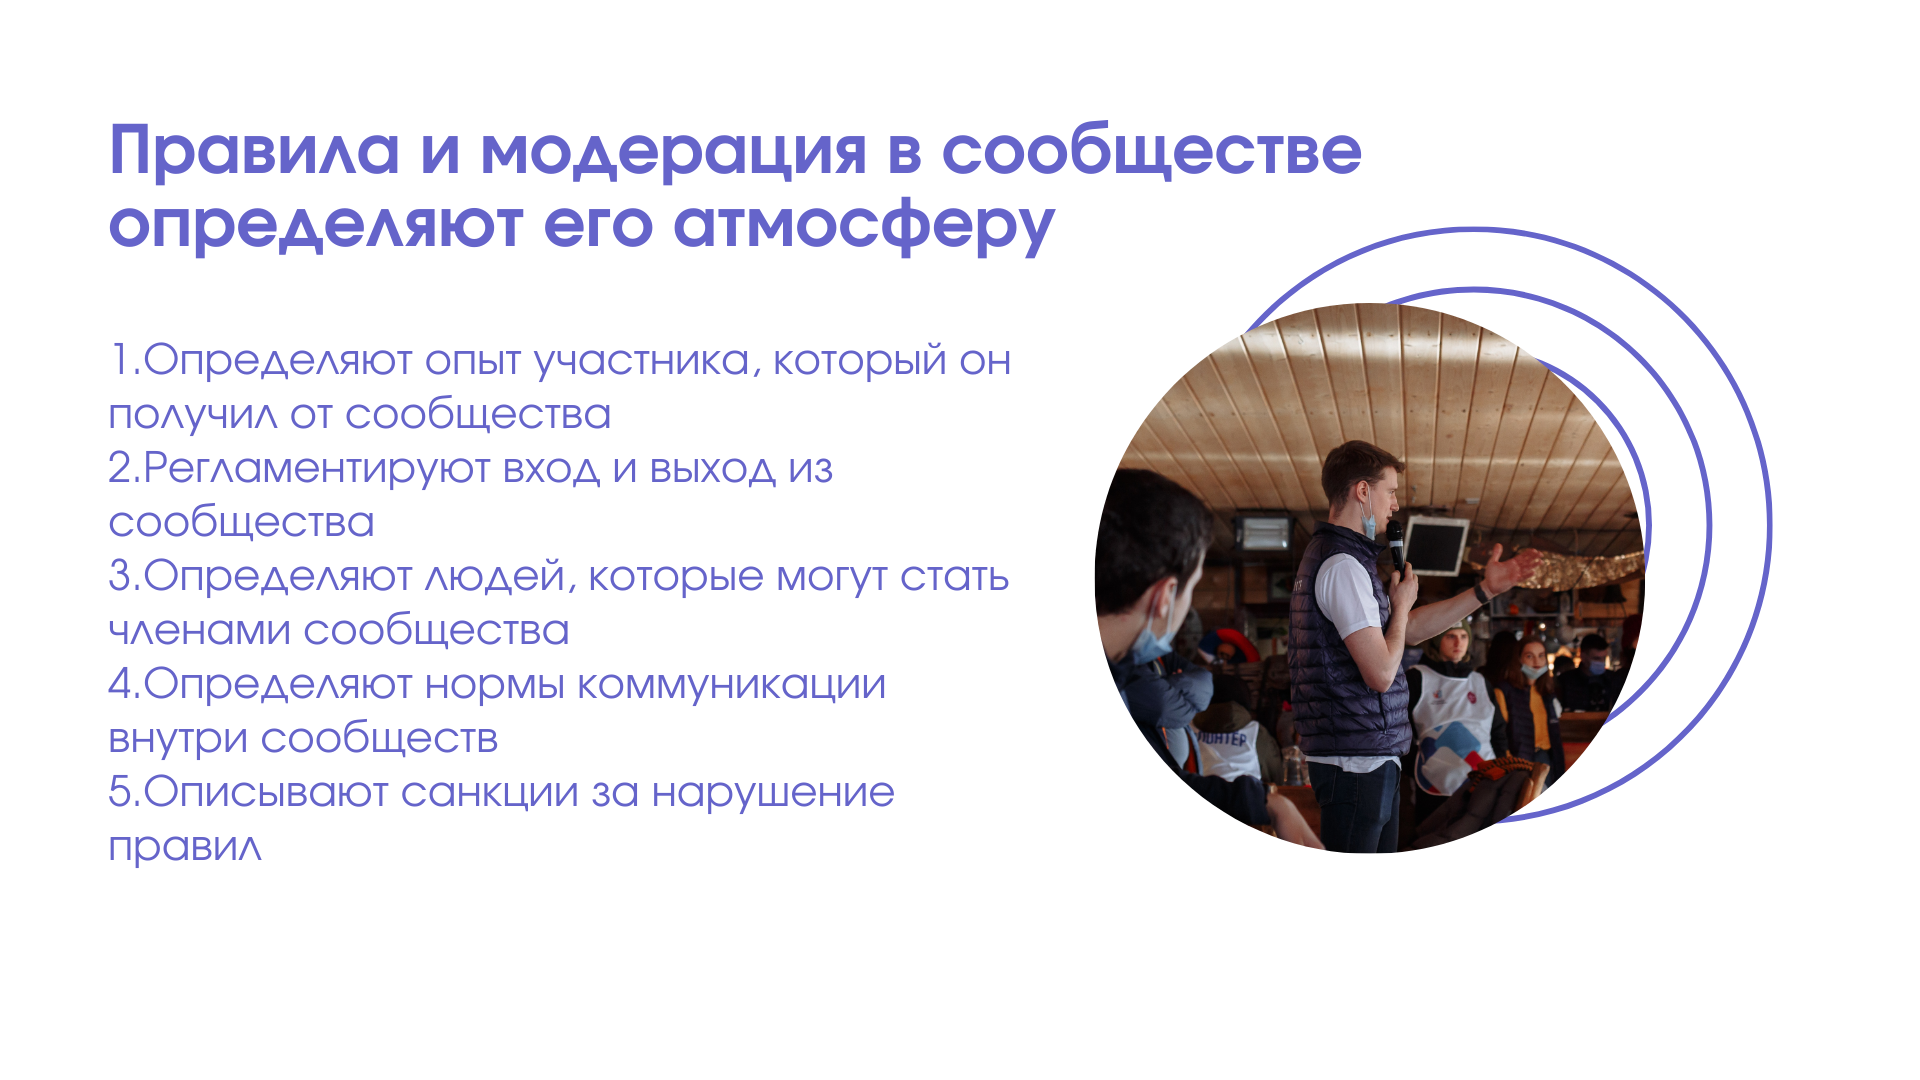 Правила и модерация в сообществе
определяют его атмосферу
1.Определяют опыт участника, который он
получил от сообщества
2.Регламентируют вход и выход из
сообщества
3.Определяют людей, которые могут стать
членами сообщества
4.Определяют нормы коммуникации
внутри сообществ
5.Описывают санкции за нарушение
правил